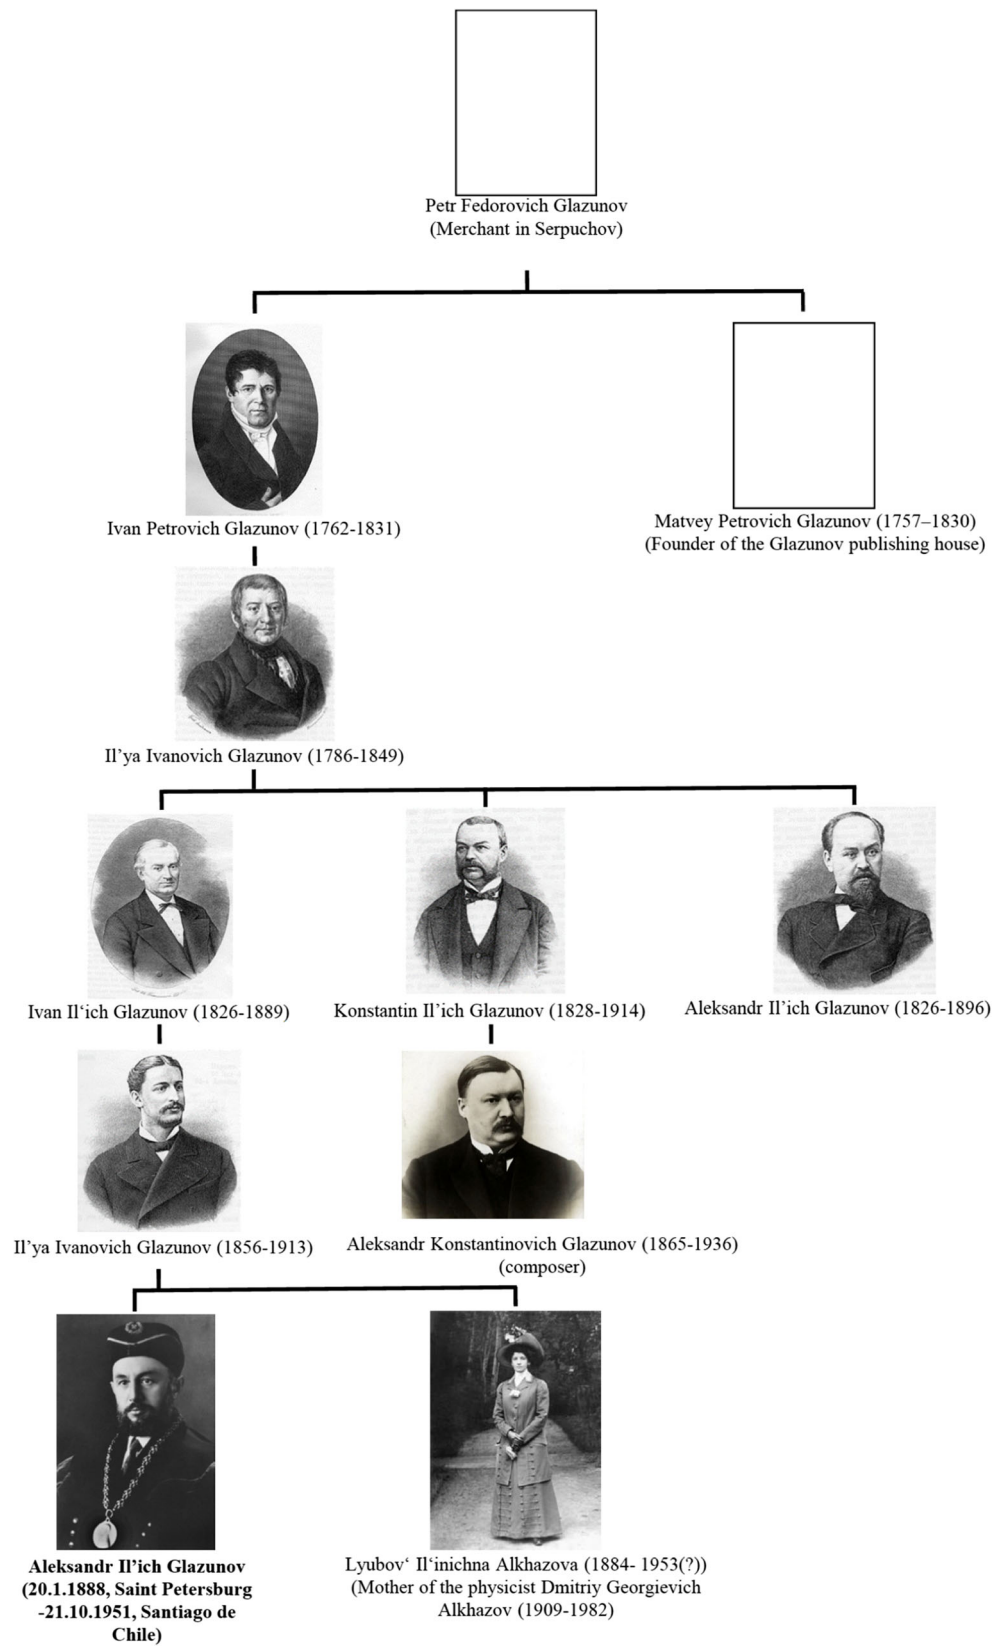 Petr Fedorovich Glazunov
(Merchant in Serpuchov)
Ivan Petrovich Glazunov (1762-1831)
Matvey Petrovich Glazunov (1757–1830)
(Founder of the Glazunov publishing house)
Il’ya Ivanovich Glazunov (1786-1849)
Ivan Il‘ich Glazunov (1826-1889)
Konstantin Il’ich Glazunov (1828-1914)
Aleksandr Il’ich Glazunov (1826-1896)
Il’ya Ivanovich Glazunov (1856-1913)
Aleksandr Konstantinovich Glazunov (1865-1936)
(composer)
Aleksandr Il’ich Glazunov
(20.1.1888, Saint Petersburg
-21.10.1951, Santiago de
Chile)
Lyubov‘ Il‘inichna Alkhazova (1884- 1953(?))
(Mother of the physicist Dmitriy Georgievich
Alkhazov (1909-1982)